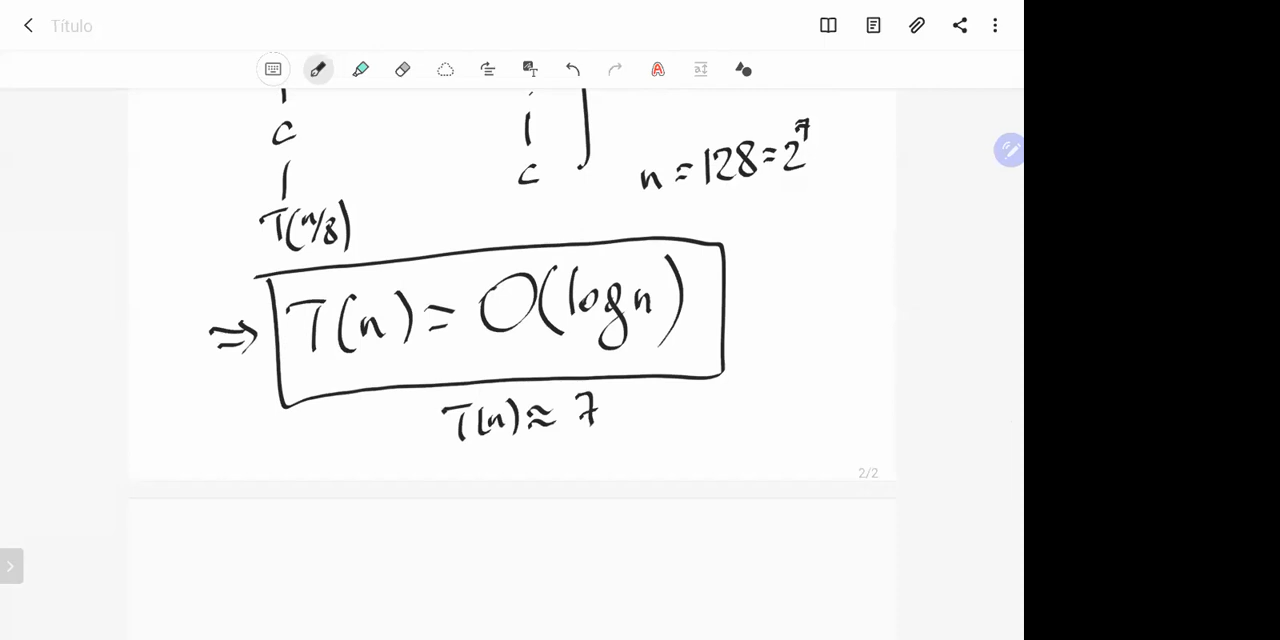 Título
c
c
n = 128 = 2^7
T(n/8)
⇒ T(n) = O(log n)
T(n) ≈ 7
2/2